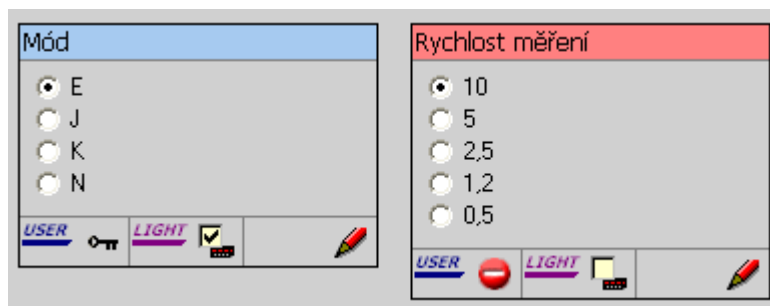 Mód
E
J
K
N
USER LIGHT
Rychlost měření
10
5
2,5
1,2
0,5
USER LIGHT